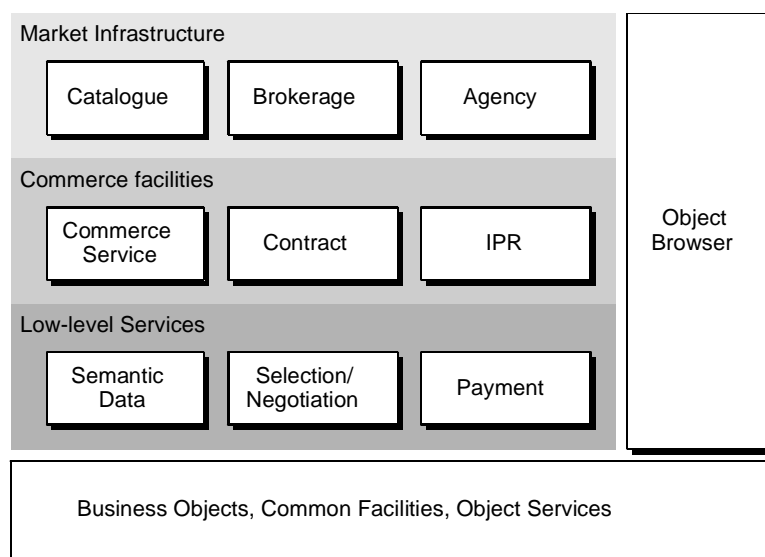 Market Infrastructure
Catalogue
Brokerage
Agency
Commerce facilities
Commerce
Service
Contract
IPR
Low-level Services
Semantic
Data
Selection/
Negotiation
Payment
Object
Browser
Business Objects, Common Facilities, Object Services